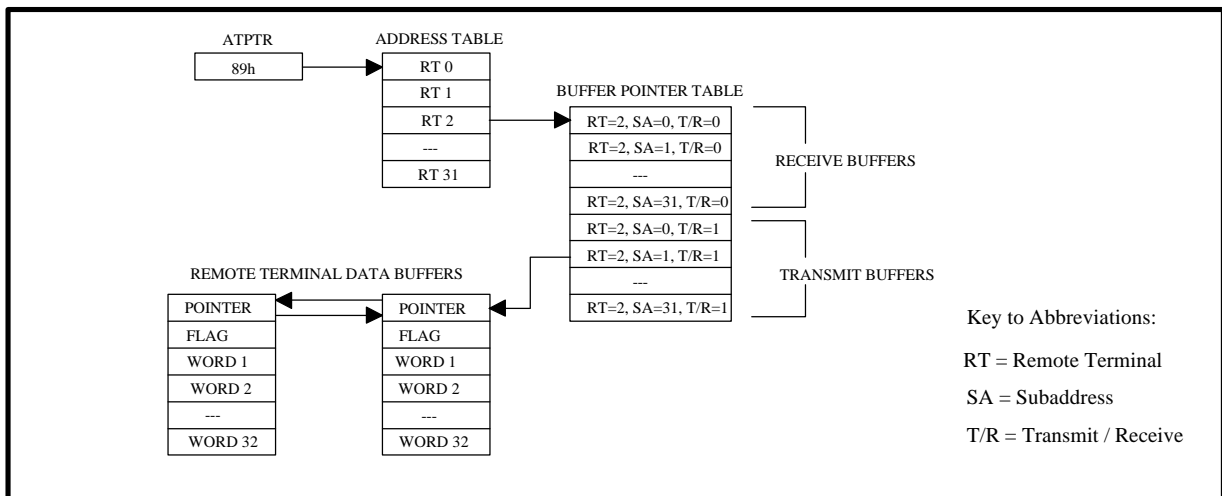 ATPTR
89h
ADDRESS TABLE
RT 0
RT 1
RT 2
---
RT 31
BUFFER POINTER TABLE
RT=2, SA=0, T/R=0
RT=2, SA=1, T/R=0
---
RT=2, SA=31, T/R=0
RT=2, SA=0, T/R=1
RT=2, SA=1, T/R=1
---
RT=2, SA=31, T/R=1
RECEIVE BUFFERS
TRANSMIT BUFFERS
REMOTE TERMINAL DATA BUFFERS
POINTER
FLAG
WORD 1
WORD 2
---
WORD 32
POINTER
FLAG
WORD 1
WORD 2
---
WORD 32
Key to Abbreviations:
RT = Remote Terminal
SA = Subaddress
T/R = Transmit / Receive